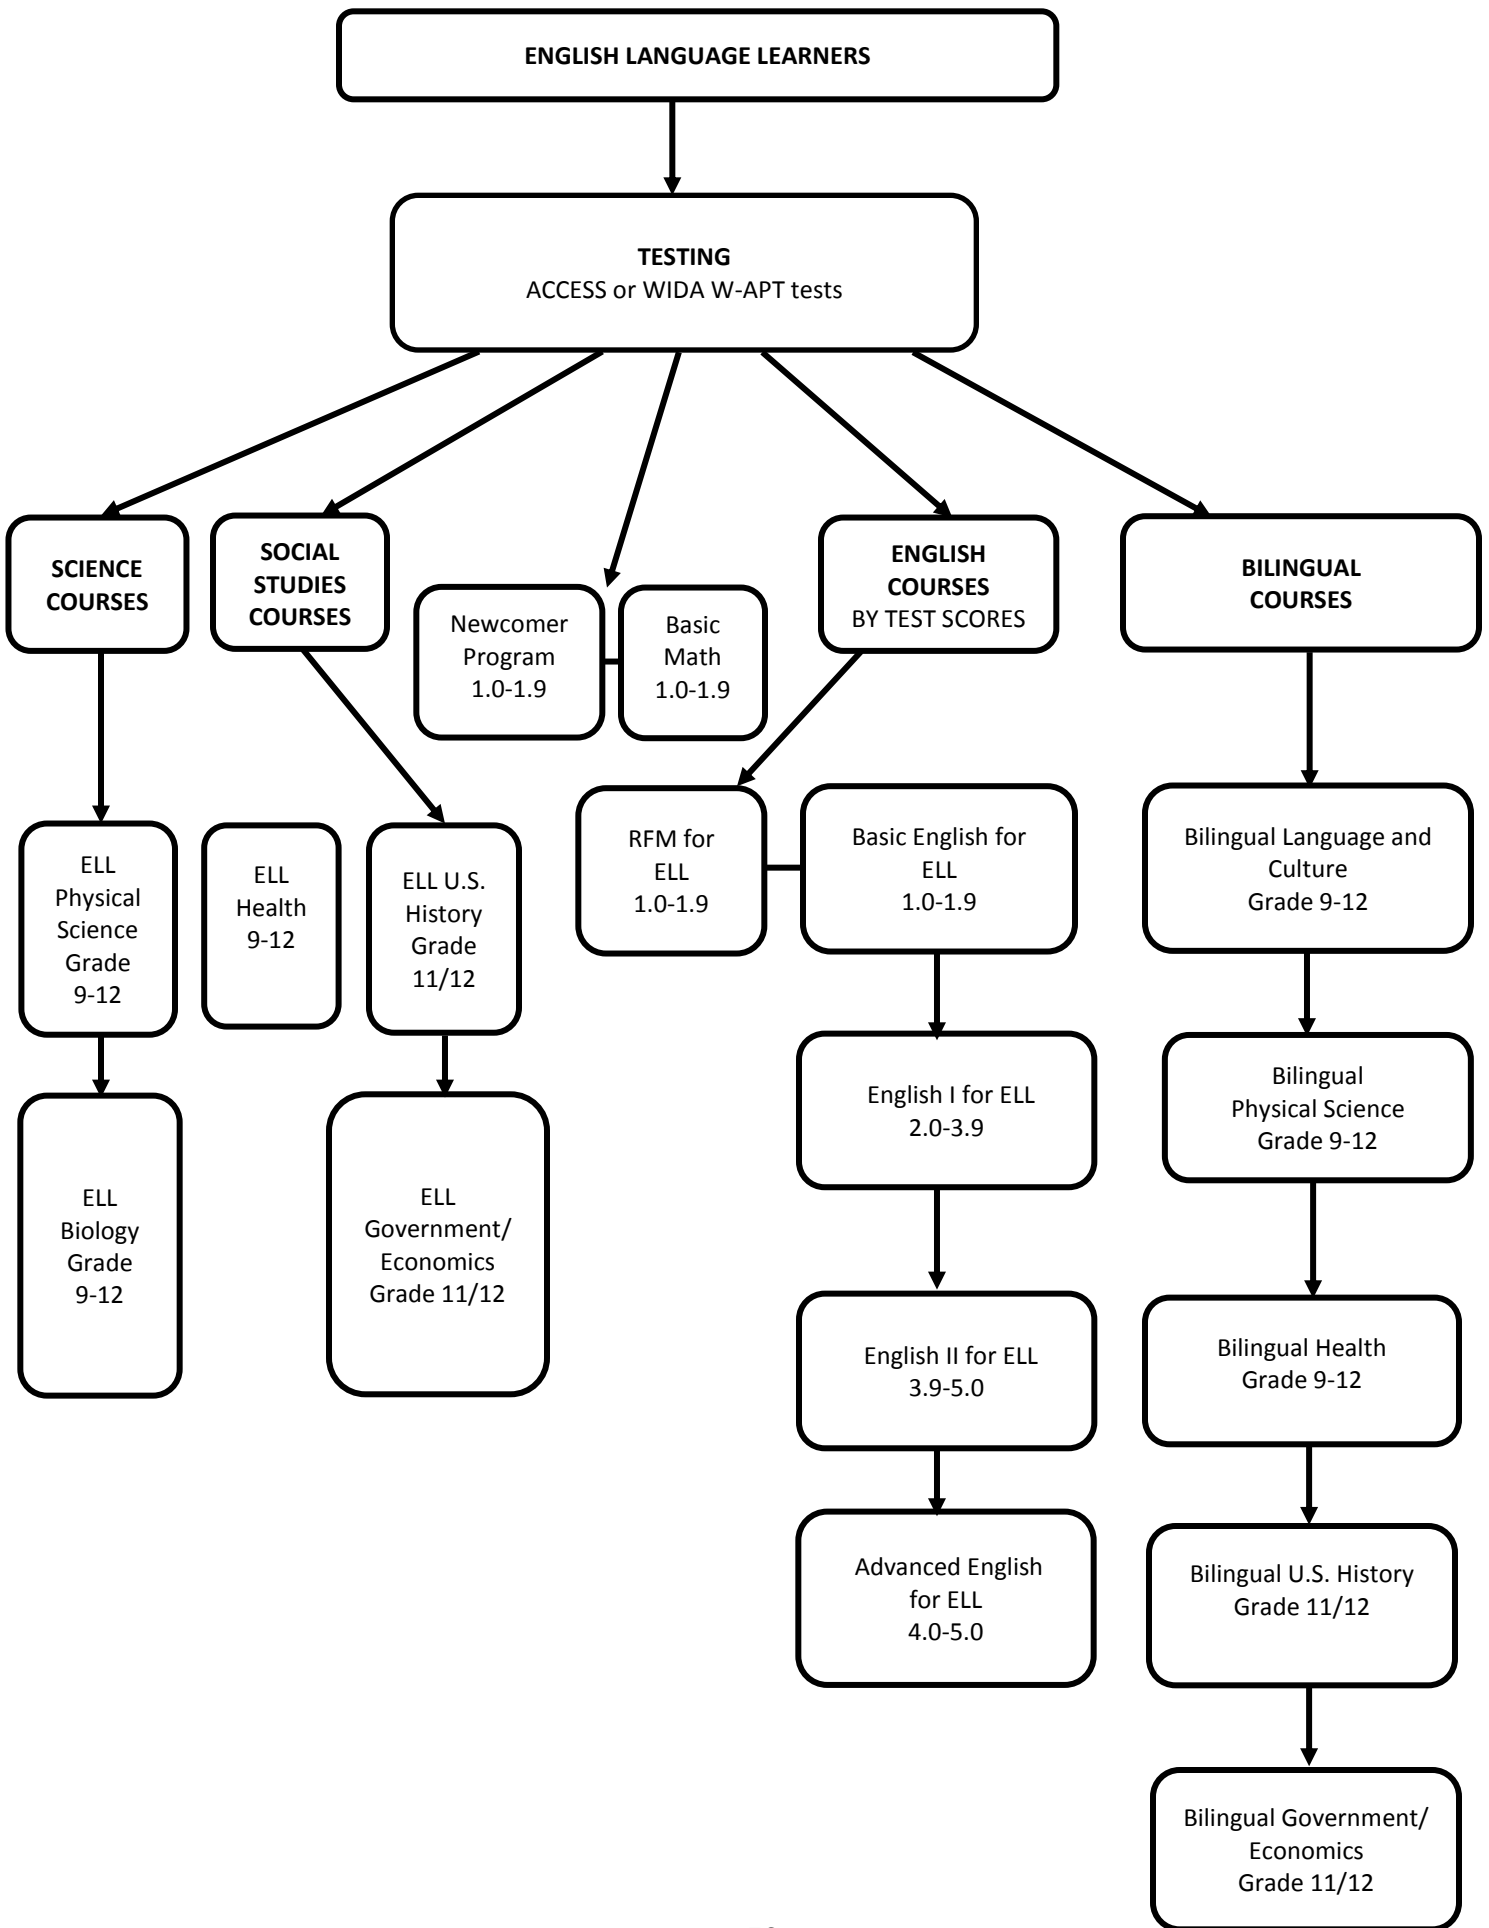 ENGLISH LANGUAGE LEARNERS
TESTING
ACCESS or WIDA W-APT tests
SCIENCE
COURSES
SOCIAL
STUDIES
COURSES
Newcomer
Program
1.0-1.9
Basic
Math
1.0-1.9
ENGLISH
COURSES
BY TEST SCORES
BILINGUAL
COURSES
ELL
Physical
Science
Grade
9-12
ELL
Health
9-12
ELL U.S.
History
Grade
11/12
RFM for
ELL
1.0-1.9
Basic English for
ELL
1.0-1.9
Bilingual Language and
Culture
Grade 9-12
English I for ELL
2.0-3.9
Bilingual
Physical Science
Grade 9-12
ELL
Biology
Grade
9-12
ELL
Government/
Economics
Grade 11/12
English II for ELL
3.9-5.0
Bilingual Health
Grade 9-12
Advanced English
for ELL
4.0-5.0
Bilingual U.S. History
Grade 11/12
Bilingual Government/
Economics
Grade 11/12